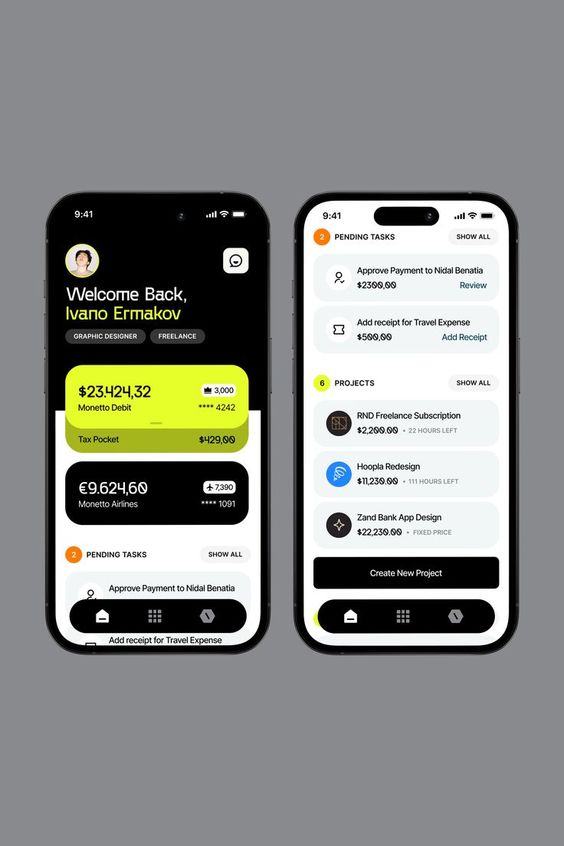 9:41
Welcome Back,
Ivano Ermakov
GRAPHIC DESIGNER
FREELANCE
$23.424,32
3,000
Monetto Debit
**** 4242
Tax Pocket
$429,00
€9.624,60
7,390
Monetto Airlines
**** 1091
2
PENDING TASKS
SHOW ALL
Approve Payment to Nidal Benatia
Add receipt for Travel Expense
9:41
2
PENDING TASKS
SHOW ALL
Approve Payment to Nidal Benatia
$2300,00
Review
Add receipt for Travel Expense
$500,00
Add Receipt
6
PROJECTS
SHOW ALL
RND Freelance Subscription
$2,200.00 • 22 HOURS LEFT
Hoopla Redesign
$11,230.00 • 111 HOURS LEFT
Zand Bank App Design
$22,230.00 • FIXED PRICE
Create New Project